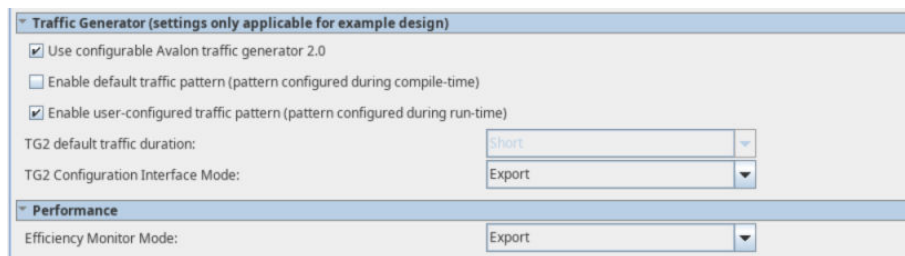 Traffic Generator (settings only applicable for example design)
Use configurable Avalon traffic generator 2.0
Enable default traffic pattern (pattern configured during compile-time)
Enable user-configured traffic pattern (pattern configured during run-time)
TG2 default traffic duration: Short
TG2 Configuration Interface Mode: Export
Performance
Efficiency Monitor Mode: Export